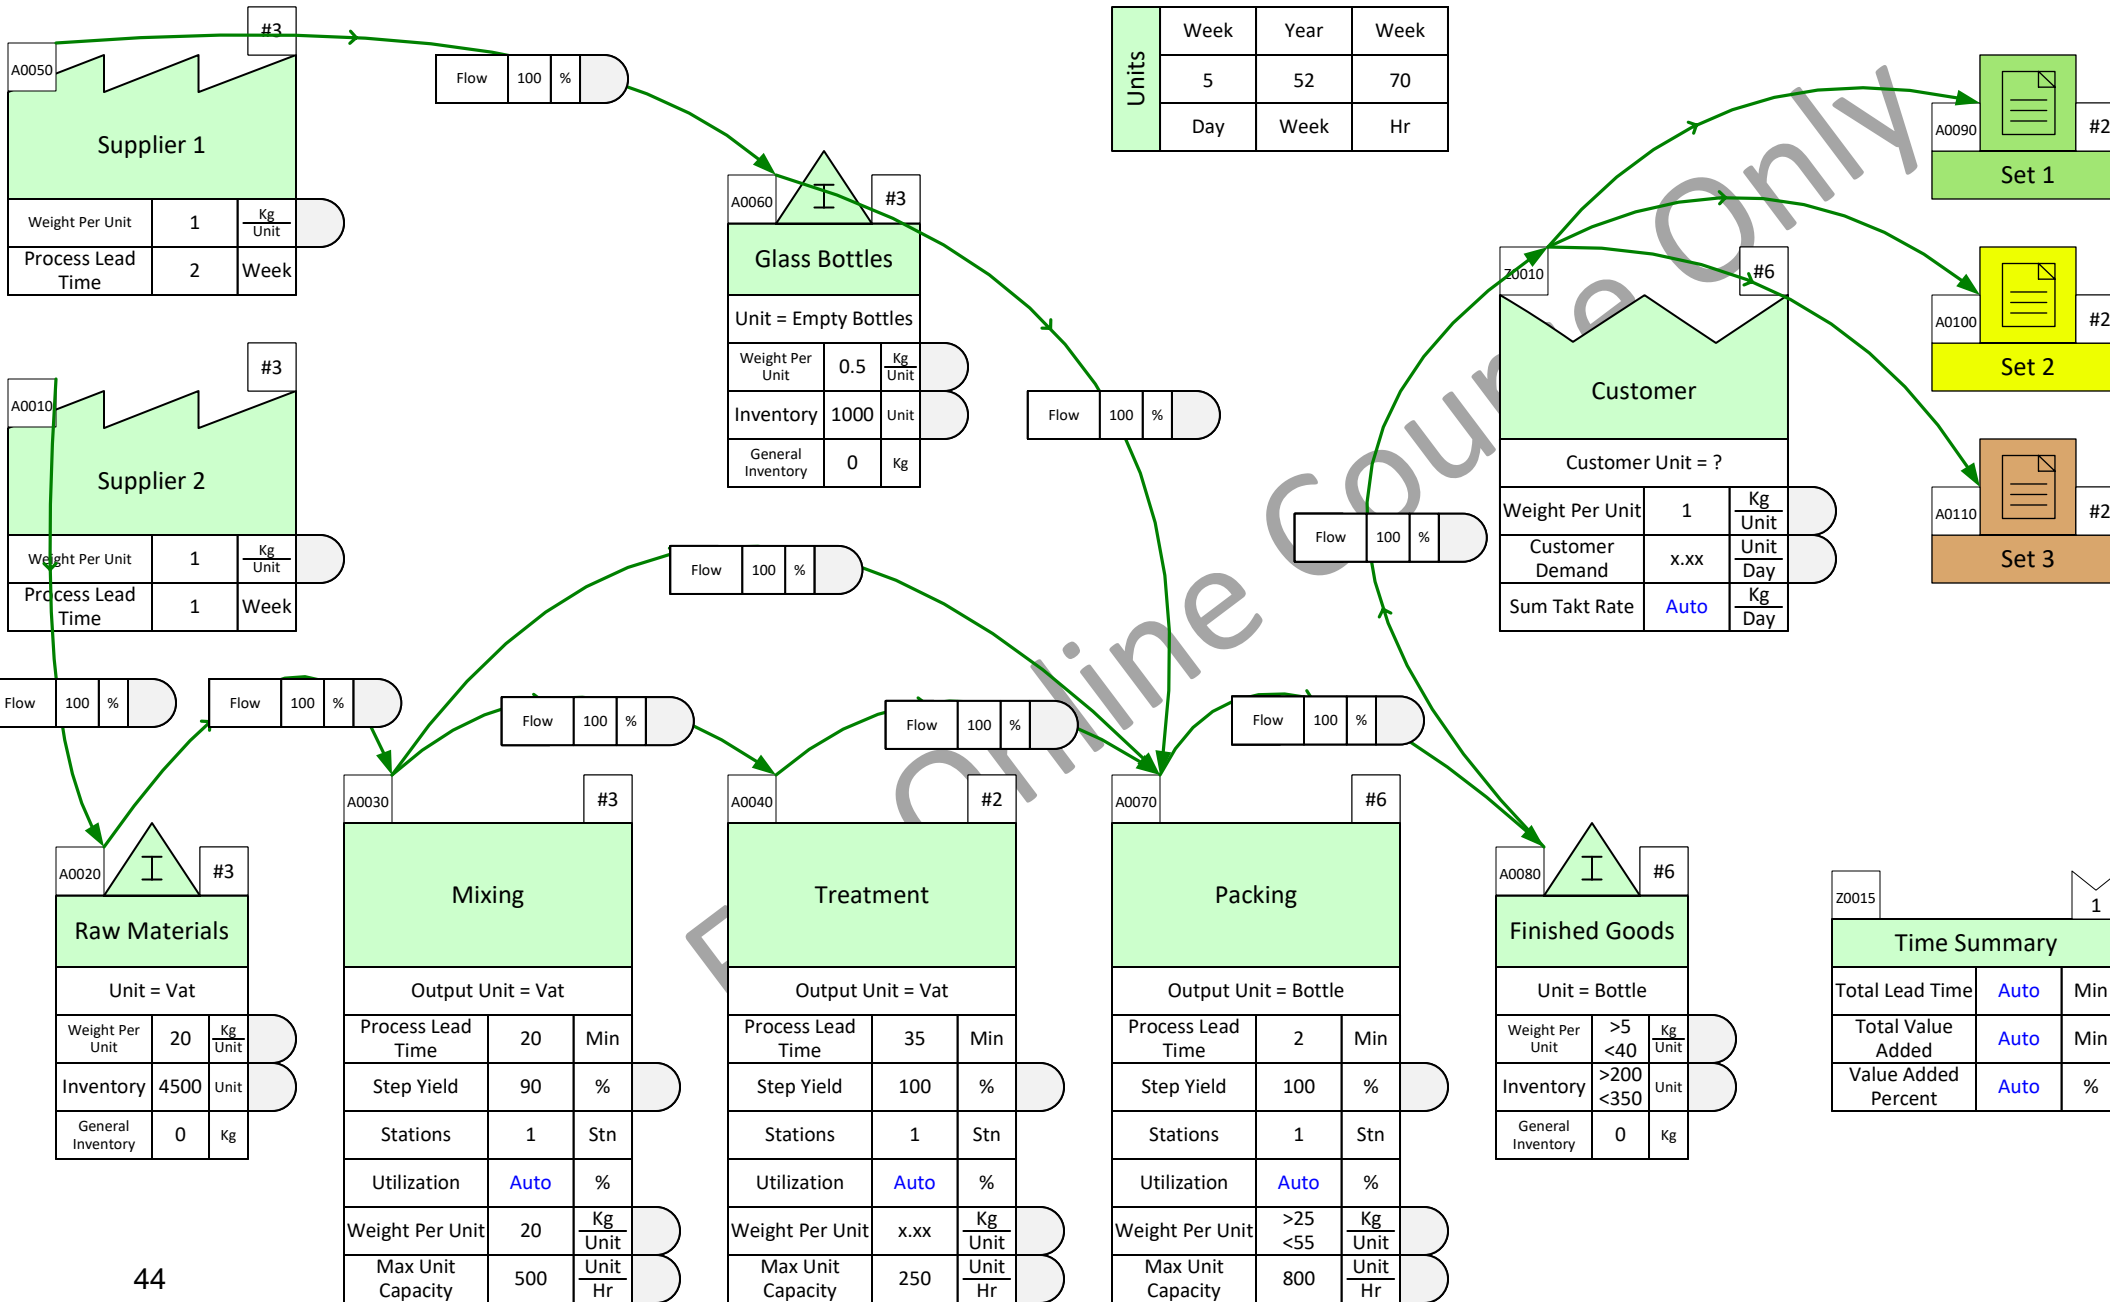 #3
A0050
Supplier 1
Weight Per Unit 1 Kg Unit
Process Lead Time 2 Week
Flow 100 %
Units
Week Year Week
5 52 70
Day Week Hr
A0090
#2
Set 1
A0060
#3
Glass Bottles
Unit = Empty Bottles
Weight Per Unit 0.5 Kg Unit
Inventory 1000 Unit
General Inventory 0 Kg
Flow 100 %
Z0010
#6
Customer
Customer Unit = ?
Weight Per Unit 1 Kg Unit
Customer Demand x.xx Unit Day
Sum Takt Rate Auto Kg Day
A0100
#2
Set 2
A0110
#2
Set 3
#3
A0010
Supplier 2
Weight Per Unit 1 Kg Unit
Process Lead Time 1 Week
Flow 100 %
Flow 100 %
Flow 100 %
Flow 100 %
Flow 100 %
Flow 100 %
Flow 100 %
A0020
#3
Raw Materials
Unit = Vat
Weight Per Unit 20 Kg Unit
Inventory 4500 Unit
General Inventory 0 Kg
A0030
#3
Mixing
Output Unit = Vat
Process Lead Time 20 Min
Step Yield 90 %
Stations 1 Stn
Utilization Auto %
Weight Per Unit 20 Kg Unit
Max Unit Capacity 500 Unit Hr
A0040
#2
Treatment
Output Unit = Vat
Process Lead Time 35 Min
Step Yield 100 %
Stations 1 Stn
Utilization Auto %
Weight Per Unit x.xx Kg Unit
Max Unit Capacity 250 Unit Hr
A0070
#6
Packing
Output Unit = Bottle
Process Lead Time 2 Min
Step Yield 100 %
Stations 1 Stn
Utilization Auto %
Weight Per Unit >25 <55 Kg Unit
Max Unit Capacity 800 Unit Hr
A0080
#6
Finished Goods
Unit = Bottle
Weight Per Unit >5 <40 Kg Unit
Inventory >200 <350 Unit
General Inventory 0 Kg
Z0015
1
Time Summary
Total Lead Time Auto Min
Total Value Added Auto Min
Value Added Percent Auto %
Online Course Only
44